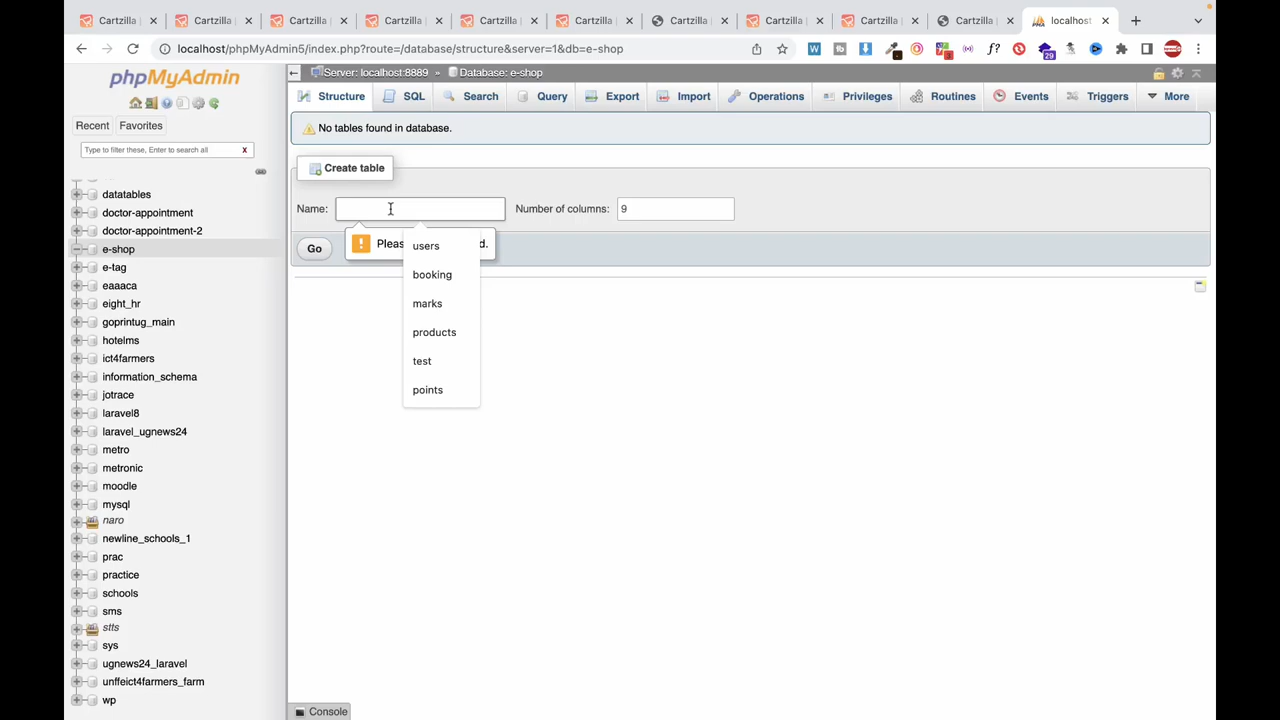 Cartzilla
Cartzilla
Cartzilla
Cartzilla
Cartzilla
Cartzilla
Cartzilla
Cartzilla
Cartzilla
Cartzilla
localhost
localhost/phpMyAdmin5/index.php?route=/database/structure&server=1&db=e-shop
phpMyAdmin
Recent Favorites
Type to filter these, Enter to search all X
datatables
doctor-appointment
doctor-appointment-2
e-shop
e-tag
eaaaca
eight_hr
goprintug_main
hotelms
ict4farmers
information_schema
jotrace
laravel8
laravel_ugnews24
metro
metronic
moodle
mysql
naro
newline_schools_1
prac
practice
schools
sms
stts
sys
ugnews24_laravel
unffeict4farmers_farm
wp
Server: localhost:8889 » Database: e-shop
Structure SQL Search Query Export Import Operations Privileges Routines Events Triggers More
No tables found in database.
Create table
Name: Number of columns: 9
Go
users
booking
marks
products
test
points
Console